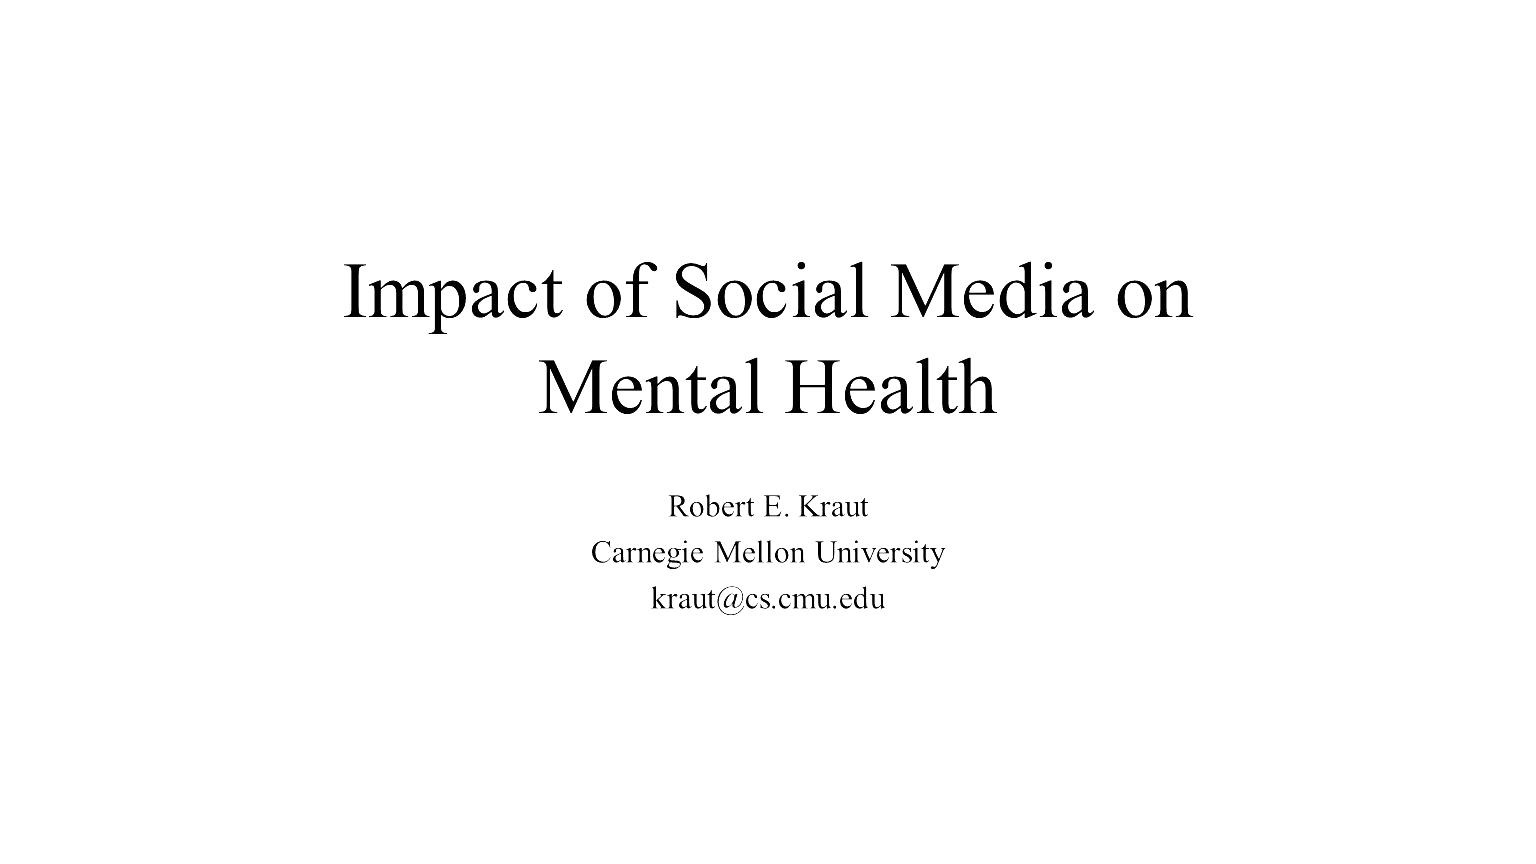 Impact of Social Media on
Mental Health
Robert E. Kraut
Carnegie Mellon University
kraut@cs.cmu.edu